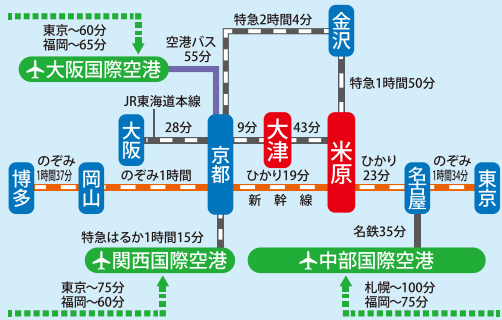 東京～60分
福岡～65分
特急2時間4分
金沢
空港バス
55分
大阪国際空港
特急1時間50分
JR東海道本線
大阪
28分
京都
9分
大津
43分
米原
のぞみ
1時間37分
のぞみ1時間
ひかり19分
ひかり
23分
のぞみ
1時間34分
博多
岡山
新幹線
名古屋
東京
特急はるか1時間15分
名鉄35分
関西国際空港
中部国際空港
東京～75分
福岡～60分
札幌～100分
福岡～75分